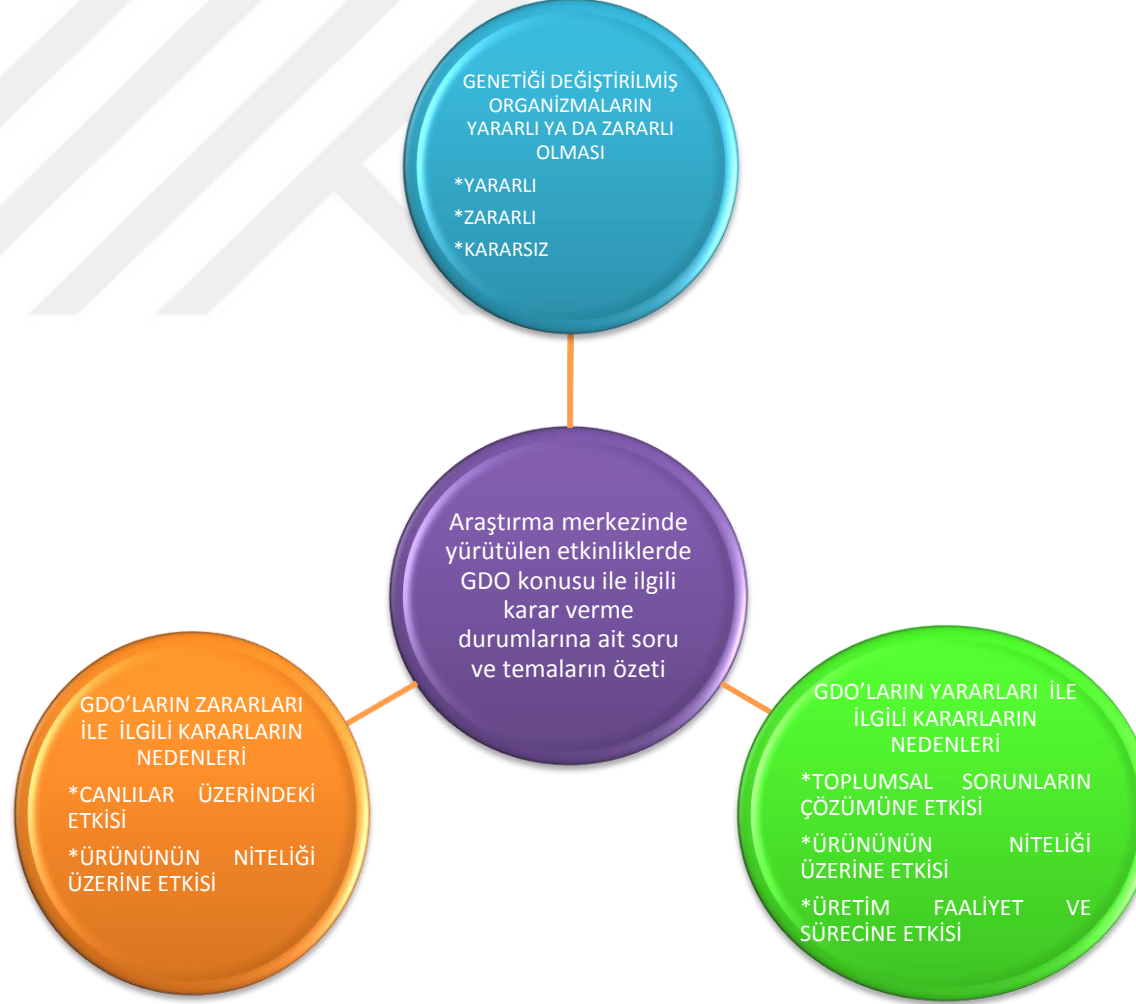 GENETİĞİ DEĞİŞTİRİLMİŞ
ORGANİZMALARIN
YARARLI YA DA ZARARLI
OLMASI
*YARARLI
*ZARARLI
*KARARSIZ
Araştırma merkezinde
yürütülen etkinliklerde
GDO konusu ile ilgili
karar verme
durumlarına ait soru
ve temaların özeti
GDO'LARIN ZARARLARI
İLE İLGİLİ KARARLARIN
NEDENLERİ
*CANLILAR ÜZERİNDEKİ
ETKİSİ
*ÜRÜNÜNÜN NİTELİĞİ
ÜZERİNE ETKİSİ
GDO'LARIN YARARLARI İLE
İLGİLİ KARARLARIN
NEDENLERİ
*TOPLUMSAL SORUNLARIN
ÇÖZÜMÜNE ETKİSİ
*ÜRÜNÜNÜN NİTELİĞİ
ÜZERİNE ETKİSİ
*ÜRETİM FAALİYET VE
SÜRECİNE ETKİSİ